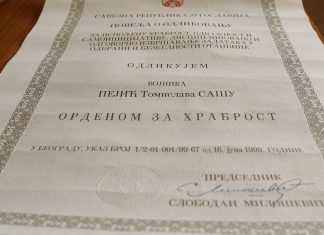 САВЕЗНА РЕПУБЛИКА ЈУГОСЛАВИЈА
ПОВЕЉА О ОДЛИКОВАЊУ
ЗА ИСПОЉЕНУ ХРАБРОСТ, ОДВАЖНОСТ И
САМОИНИЦИЈАТИВУ, ДИСЦИПЛИНОВАНО И
ОДГОВОРНО ИЗВРШАВАЊЕ ЗАДАТАКА У
ОДБРАНИ И БЕЗБЕДНОСТИ ОТАЏБИНЕ
ОДЛИКУЈЕМ
ВОЈНИКА
ПЕЈИЋ Томислава САШУ
ОРДЕНОМ ЗА ХРАБРОСТ
У БЕОГРАДУ, УКАЗ БРОЈ 1/2-01-001/99-67 од 16. јуна 1999. ГОДИНЕ
ПРЕДСЕДНИК
СЛОБОДАН МИЛОШЕВИЋ